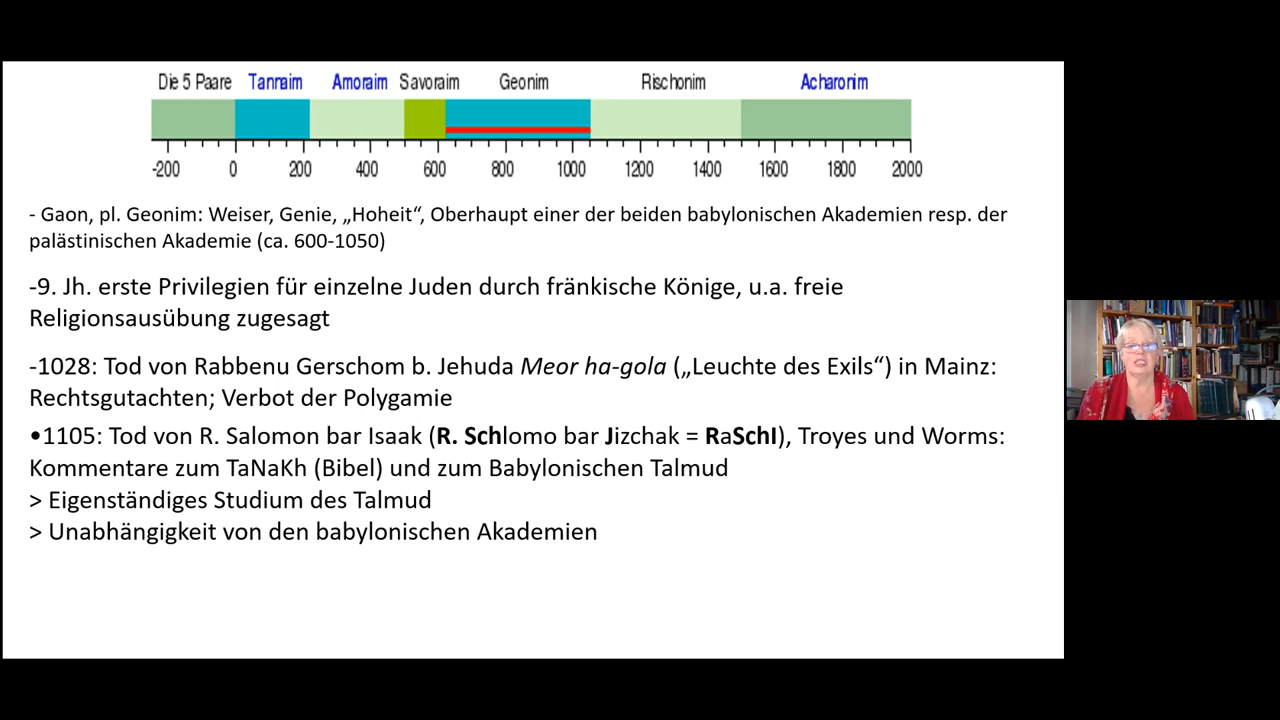 Die 5 Paare Tannaim Amoraim Savoraim Geonim Rischonim Acharonim
-200 0 200 400 600 800 1000 1200 1400 1600 1800 2000
- Gaon, pl. Geonim: Weiser, Genie, „Hoheit“, Oberhaupt einer der beiden babylonischen Akademien resp. der
palästinischen Akademie (ca. 600-1050)
-9. Jh. erste Privilegien für einzelne Juden durch fränkische Könige, u.a. freie
Religionsausübung zugesagt
-1028: Tod von Rabbenu Gerschom b. Jehuda Meor ha-gola („Leuchte des Exils“) in Mainz:
Rechtsgutachten; Verbot der Polygamie
•1105: Tod von R. Salomon bar Isaak (R. Schlomo bar Jizchak = RaSchI), Troyes und Worms:
Kommentare zum TaNaKh (Bibel) und zum Babylonischen Talmud
> Eigenständiges Studium des Talmud
> Unabhängigkeit von den babylonischen Akademien